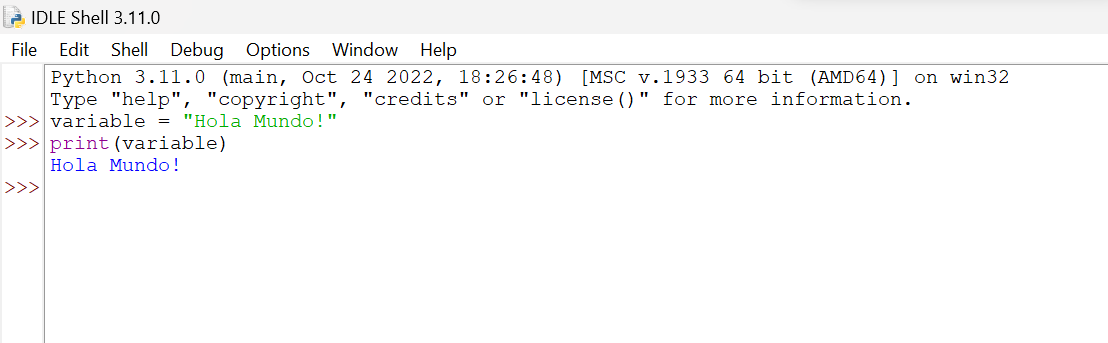 IDLE Shell 3.11.0
File Edit Shell Debug Options Window Help
Python 3.11.0 (main, Oct 24 2022, 18:26:48) [MSC v.1933 64 bit (AMD64)] on win32
Type "help", "copyright", "credits" or "license()" for more information.
>>> variable = "Hola Mundo!"
>>> print(variable)
Hola Mundo!
>>>